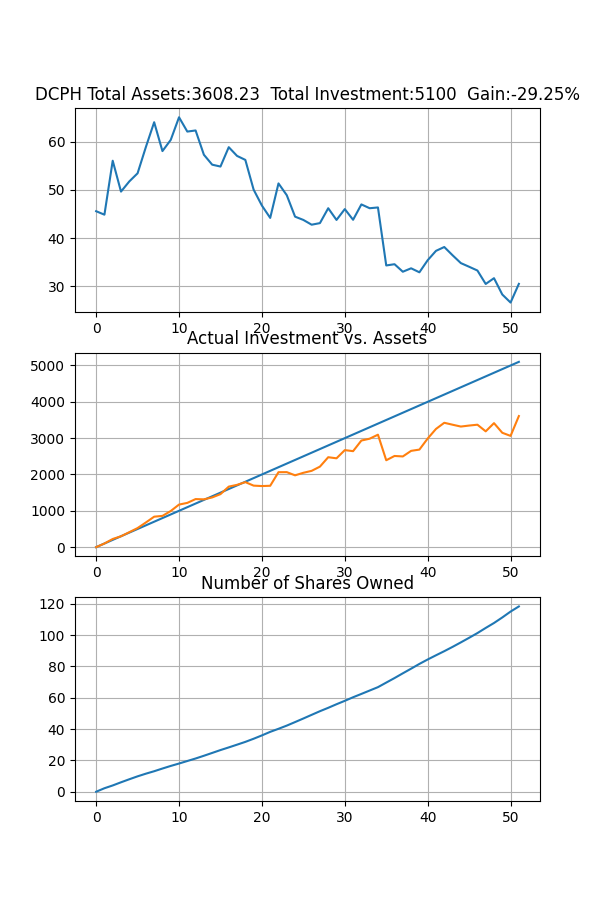 DCPH Total Assets:3608.23  Total Investment:5100  Gain:-29.25%
60
50
40
30
0 10 20 30 40 50
Actual Investment vs. Assets
5000
4000
3000
2000
1000
0
0 10 20 30 40 50
Number of Shares Owned
120
100
80
60
40
20
0
0 10 20 30 40 50